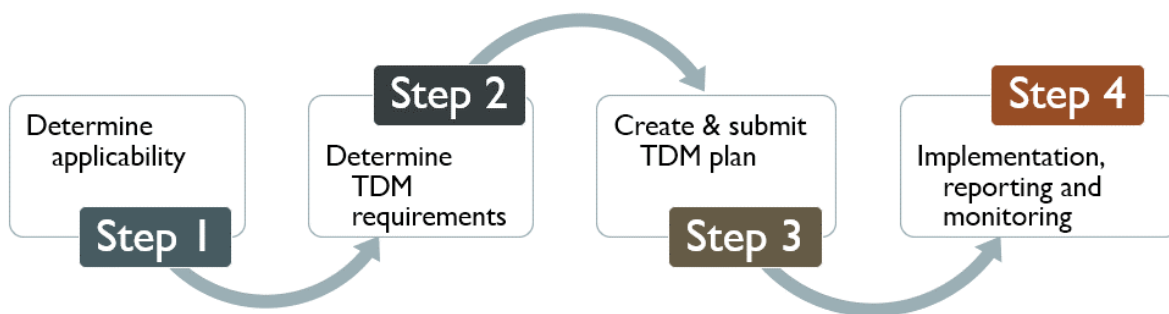 Determine
applicability
Step 1
Step 2
Determine
TDM
requirements
Create & submit
TDM plan
Step 3
Step 4
Implementation,
reporting and
monitoring